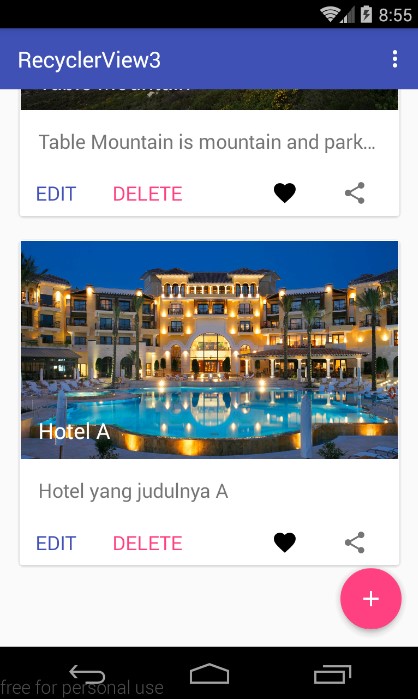 8:55
RecyclerView3
Table Mountain
Table Mountain is mountain and park...
EDIT DELETE
Hotel A
Hotel yang judulnya A
EDIT DELETE
+
free for personal use